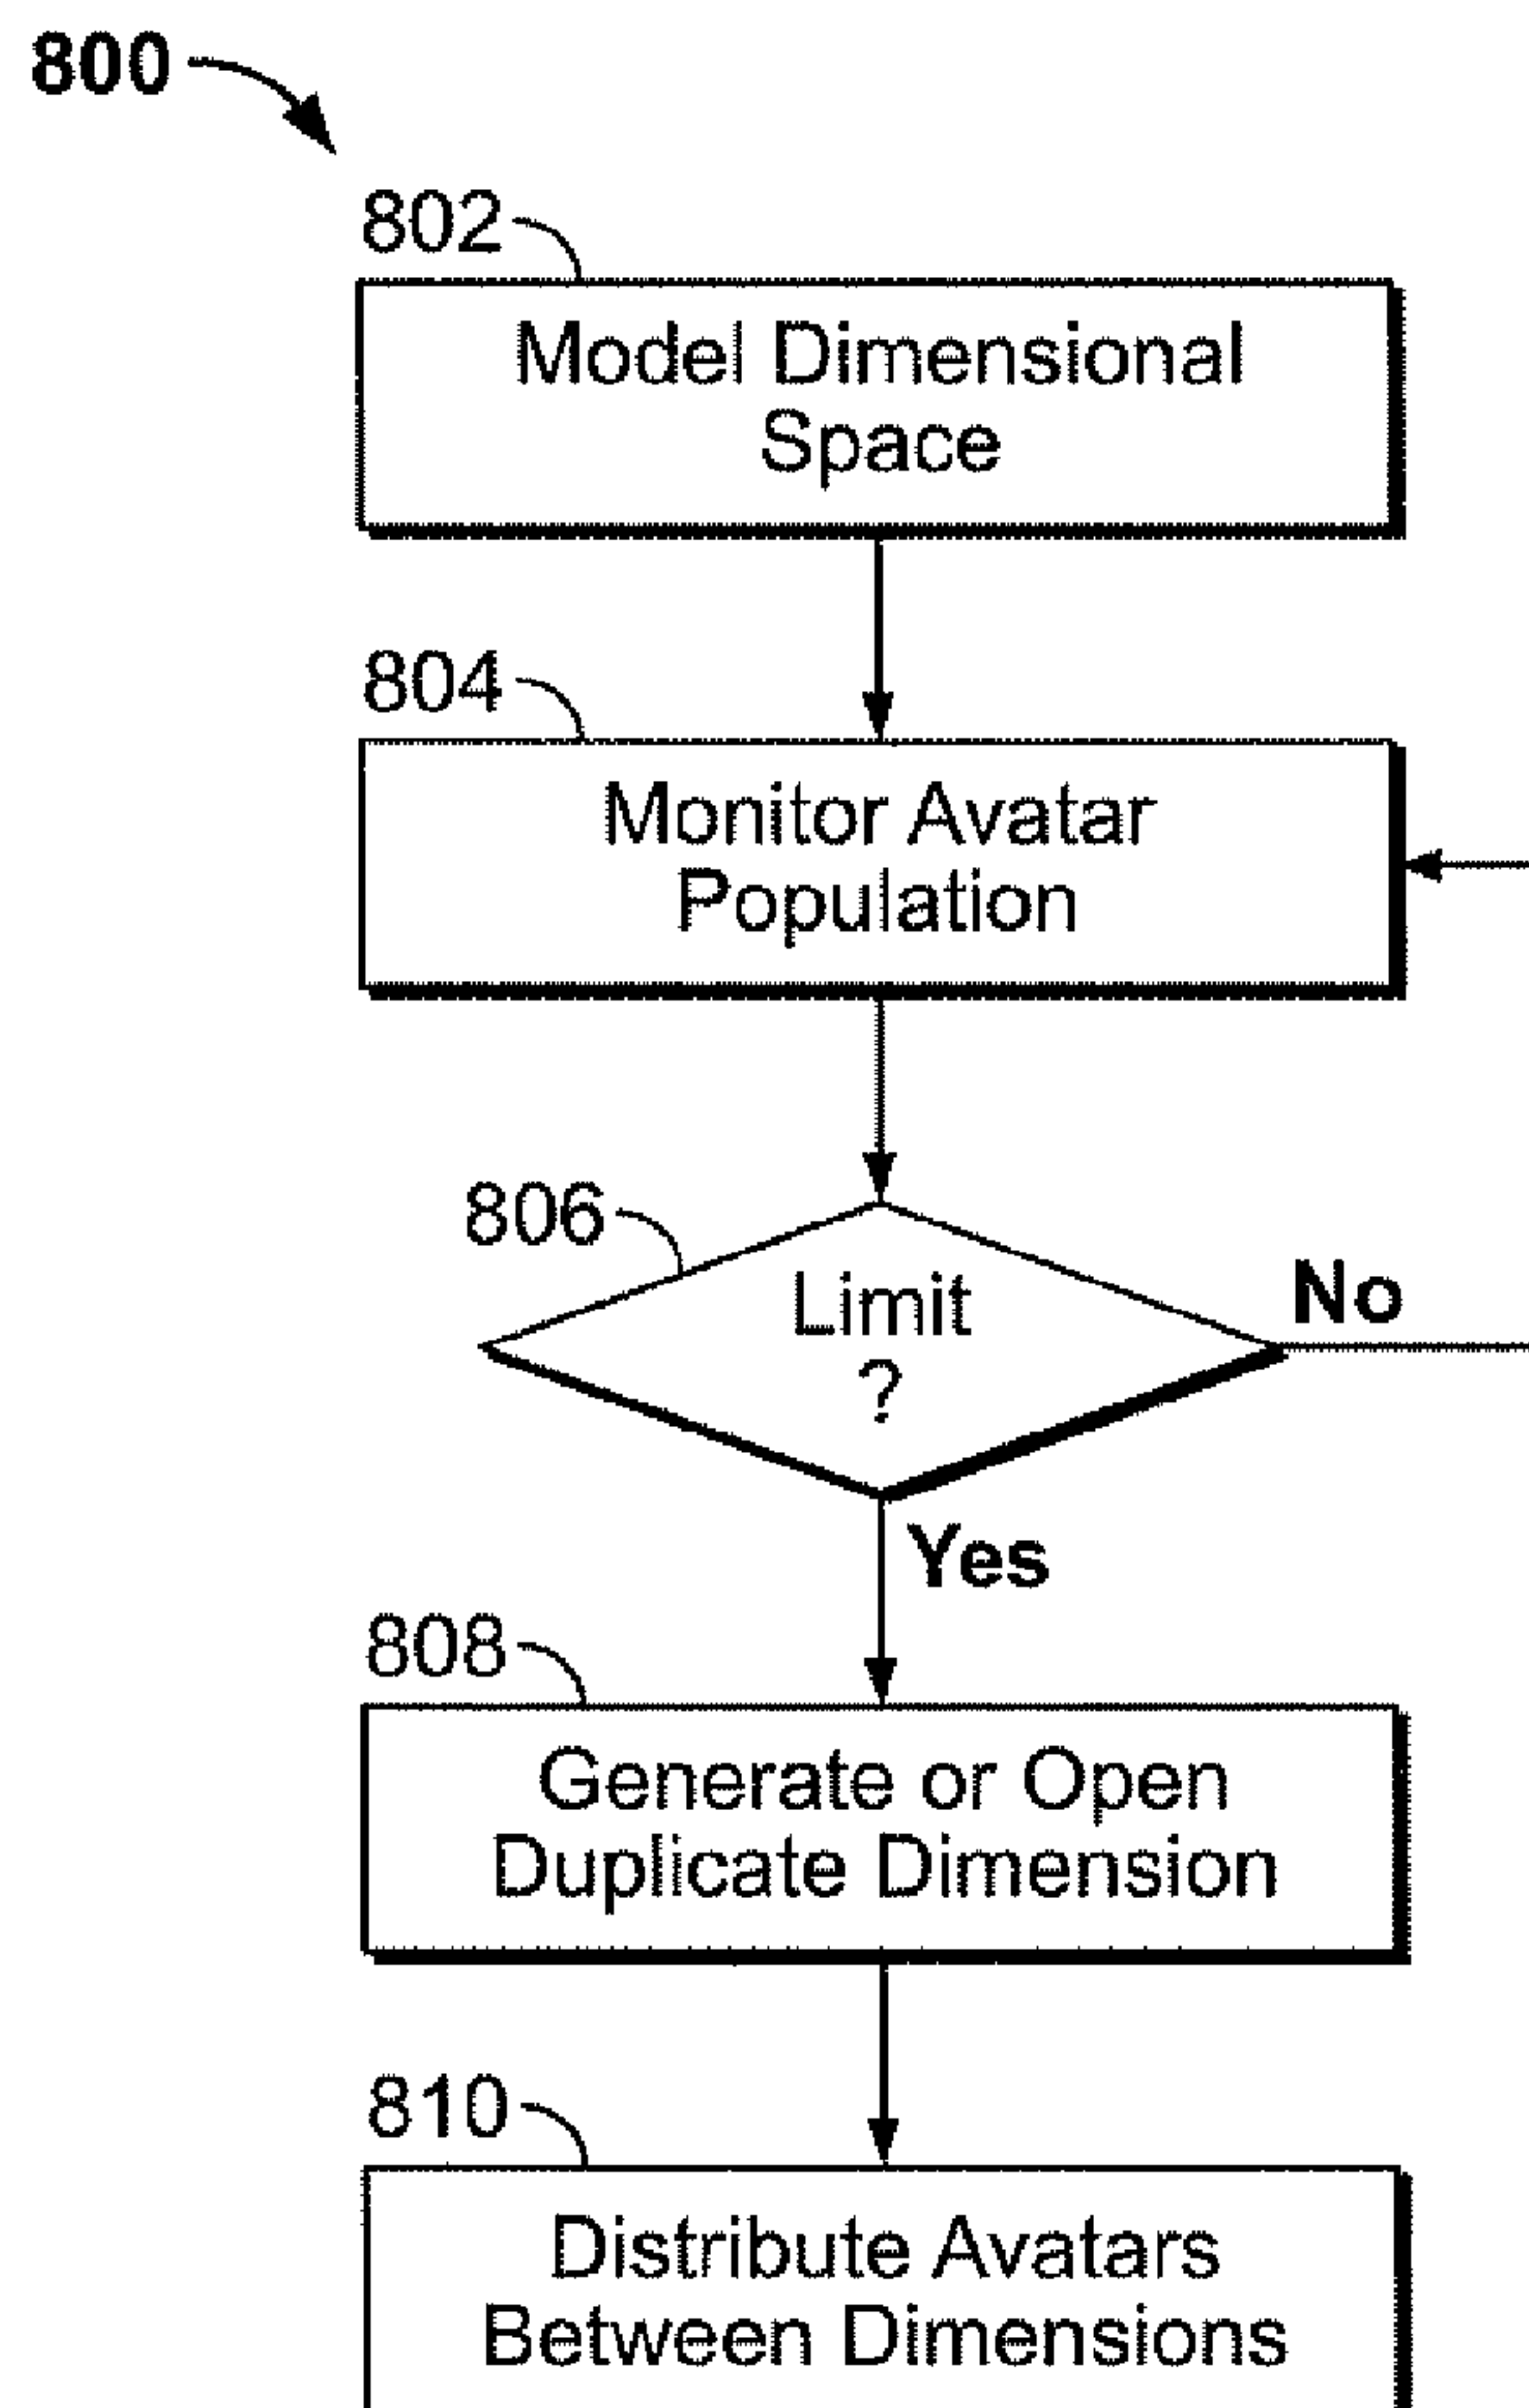 800
802
Model Dimensional
Space
804
Monitor Avatar
Population
806
Limit
?
No
Yes
808
Generate or Open
Duplicate Dimension
810
Distribute Avatars
Between Dimensions